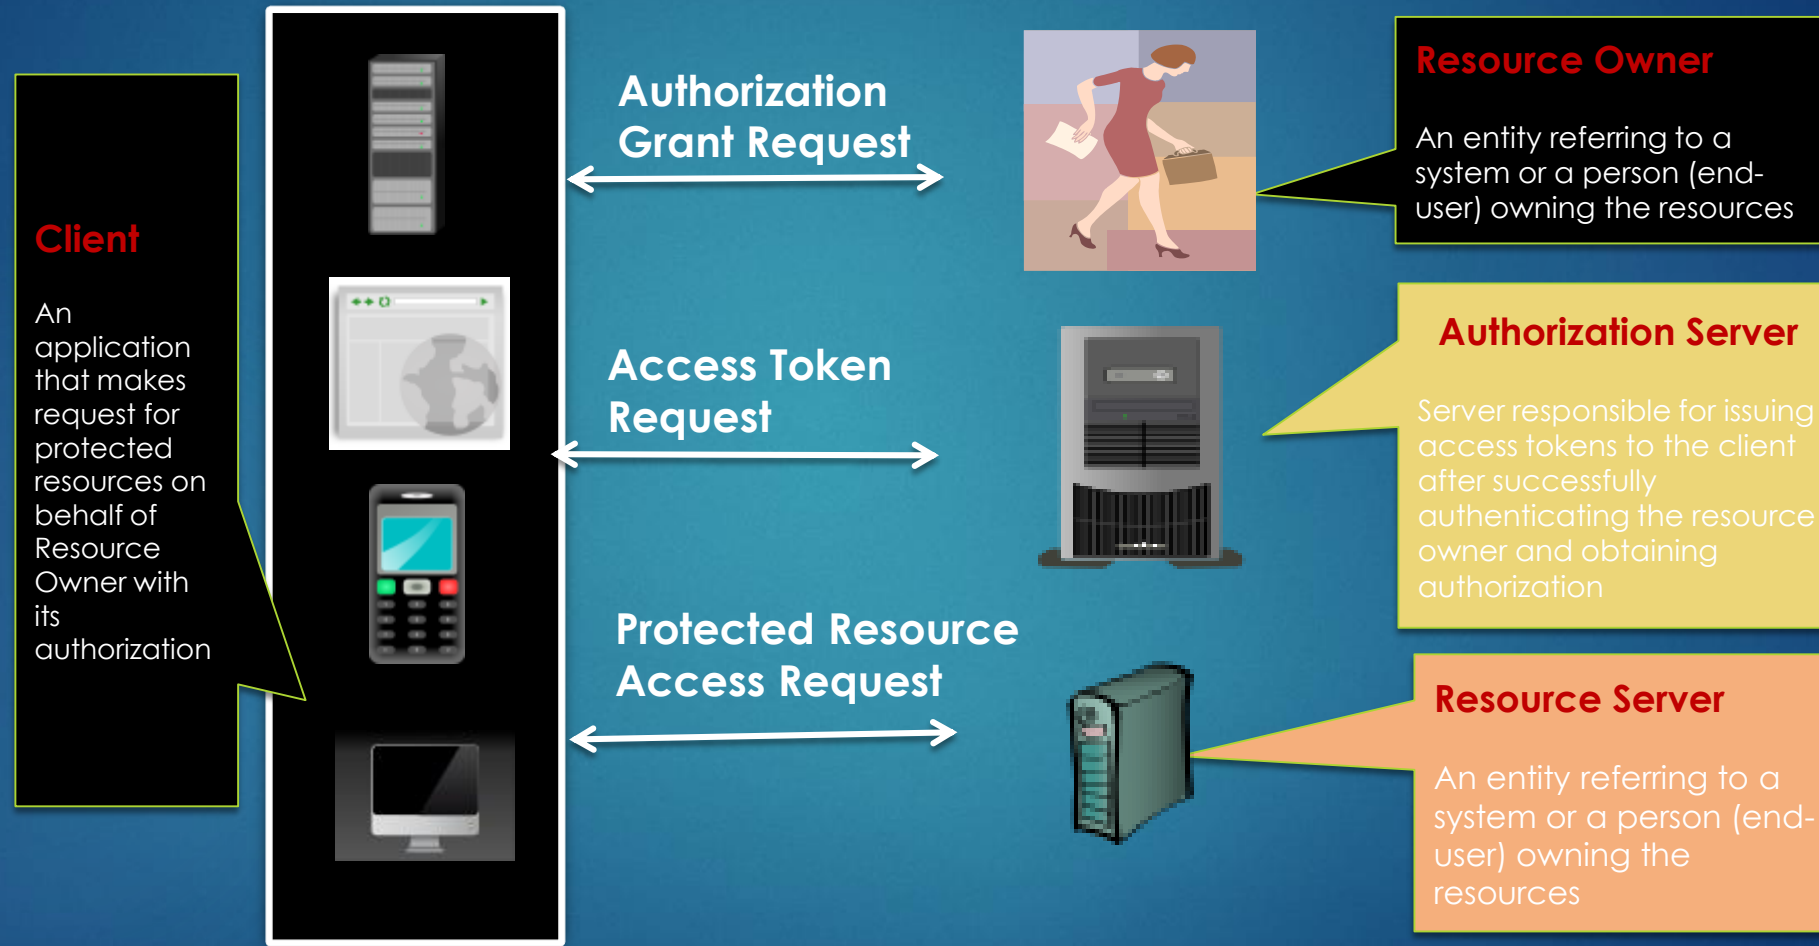 Client
An
application
that makes
request for
protected
resources on
behalf of
Resource
Owner with
its
authorization
Authorization
Grant Request
Access Token
Request
Protected Resource
Access Request
Resource Owner
An entity referring to a
system or a person (end-
user) owning the resources
Authorization Server
Server responsible for issuing
access tokens to the client
after successfully
authenticating the resource
owner and obtaining
authorization
Resource Server
An entity referring to a
system or a person (end-
user) owning the
resources